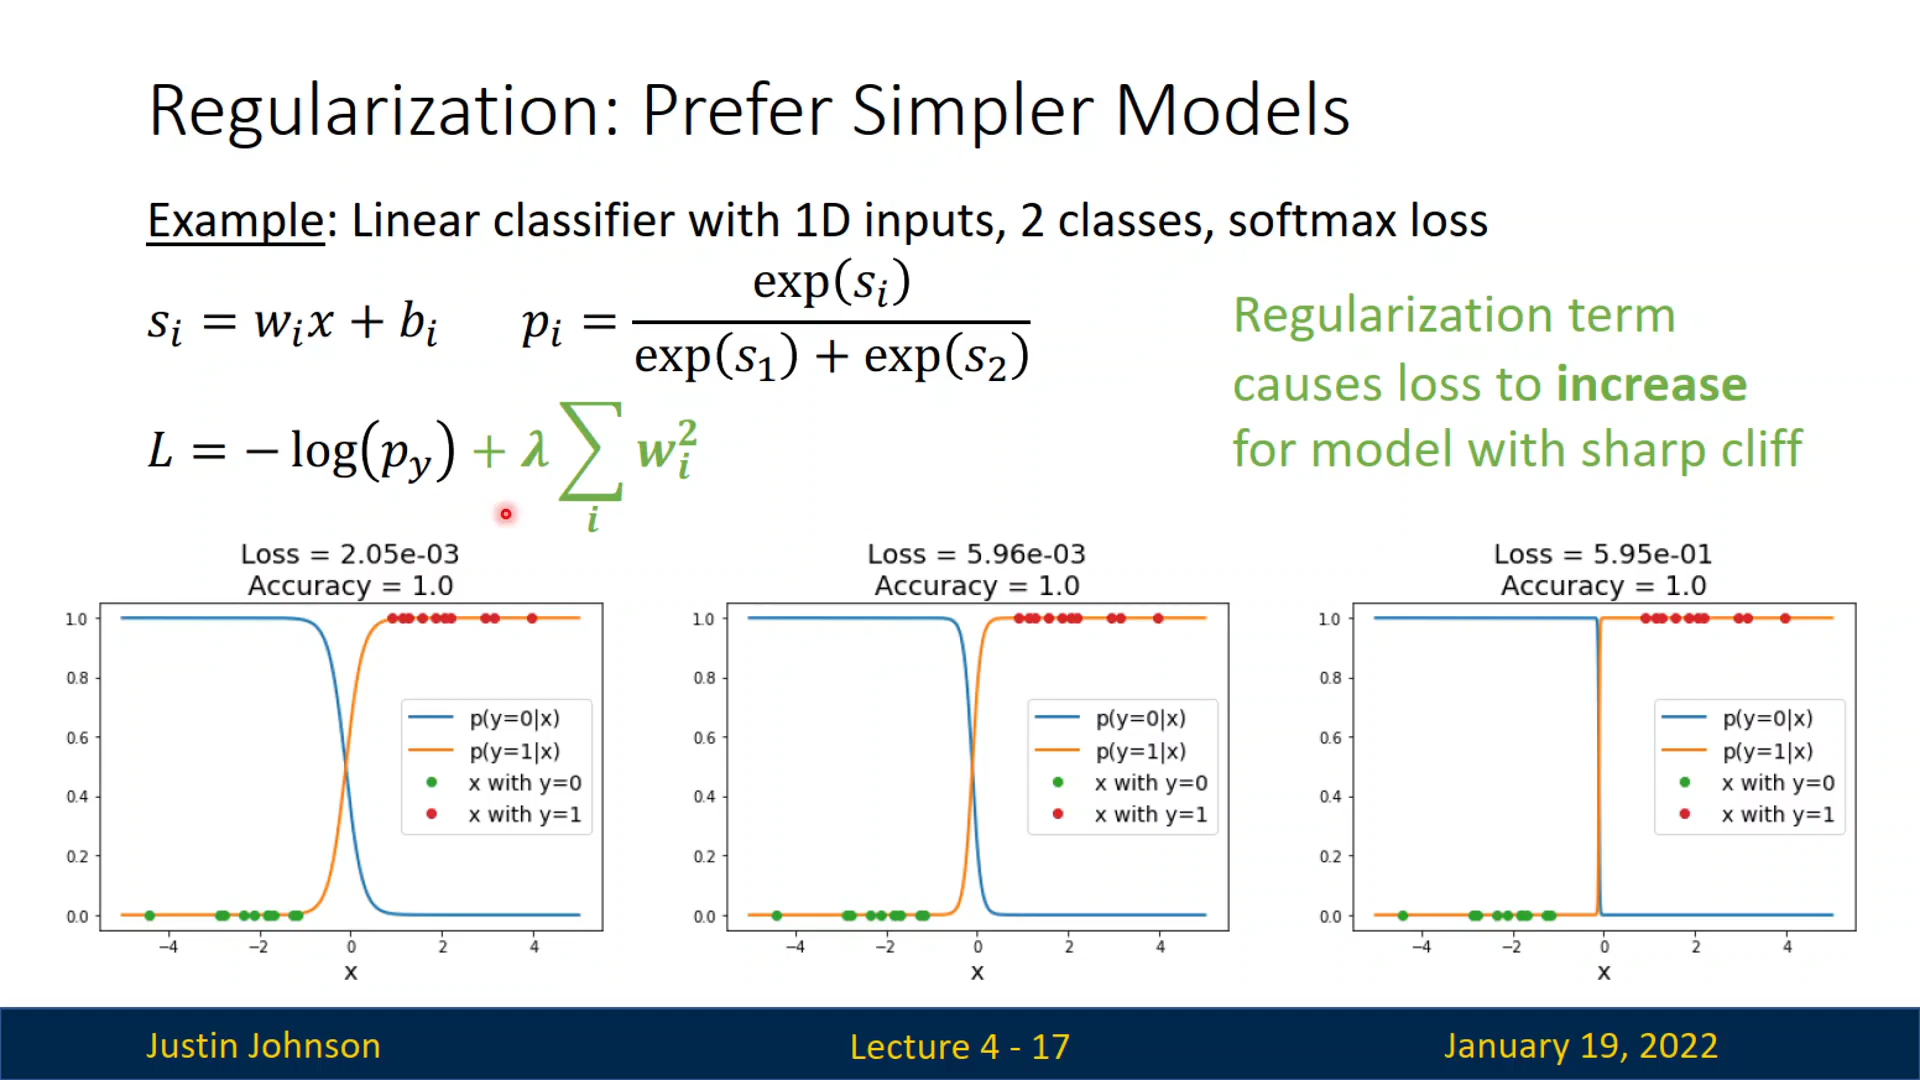 Regularization: Prefer Simpler Models
Example: Linear classifier with 1D inputs, 2 classes, softmax loss
sᵢ = wᵢx + bᵢ   pᵢ = exp(sᵢ) / (exp(s₁) + exp(s₂))
L = − log(p_y) + λ ∑ᵢ wᵢ²
Regularization term
causes loss to increase
for model with sharp cliff
Loss = 2.05e-03
Accuracy = 1.0
1.0
0.8
0.6
0.4
0.2
0.0
p(y=0|x)
p(y=1|x)
x with y=0
x with y=1
−4 −2 0 2 4
x
Loss = 5.96e-03
Accuracy = 1.0
1.0
0.8
0.6
0.4
0.2
0.0
p(y=0|x)
p(y=1|x)
x with y=0
x with y=1
−4 −2 0 2 4
x
Loss = 5.95e-01
Accuracy = 1.0
1.0
0.8
0.6
0.4
0.2
0.0
p(y=0|x)
p(y=1|x)
x with y=0
x with y=1
−4 −2 0 2 4
x
Justin Johnson
Lecture 4 - 17
January 19, 2022